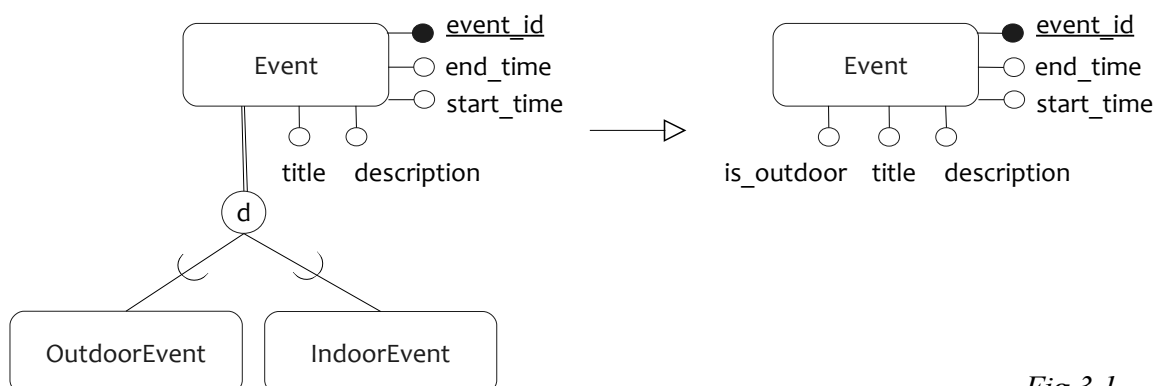 Event
event_id
end_time
start_time
title description
d
OutdoorEvent IndoorEvent
Event
event_id
end_time
start_time
is_outdoor title description
Fig 3.1